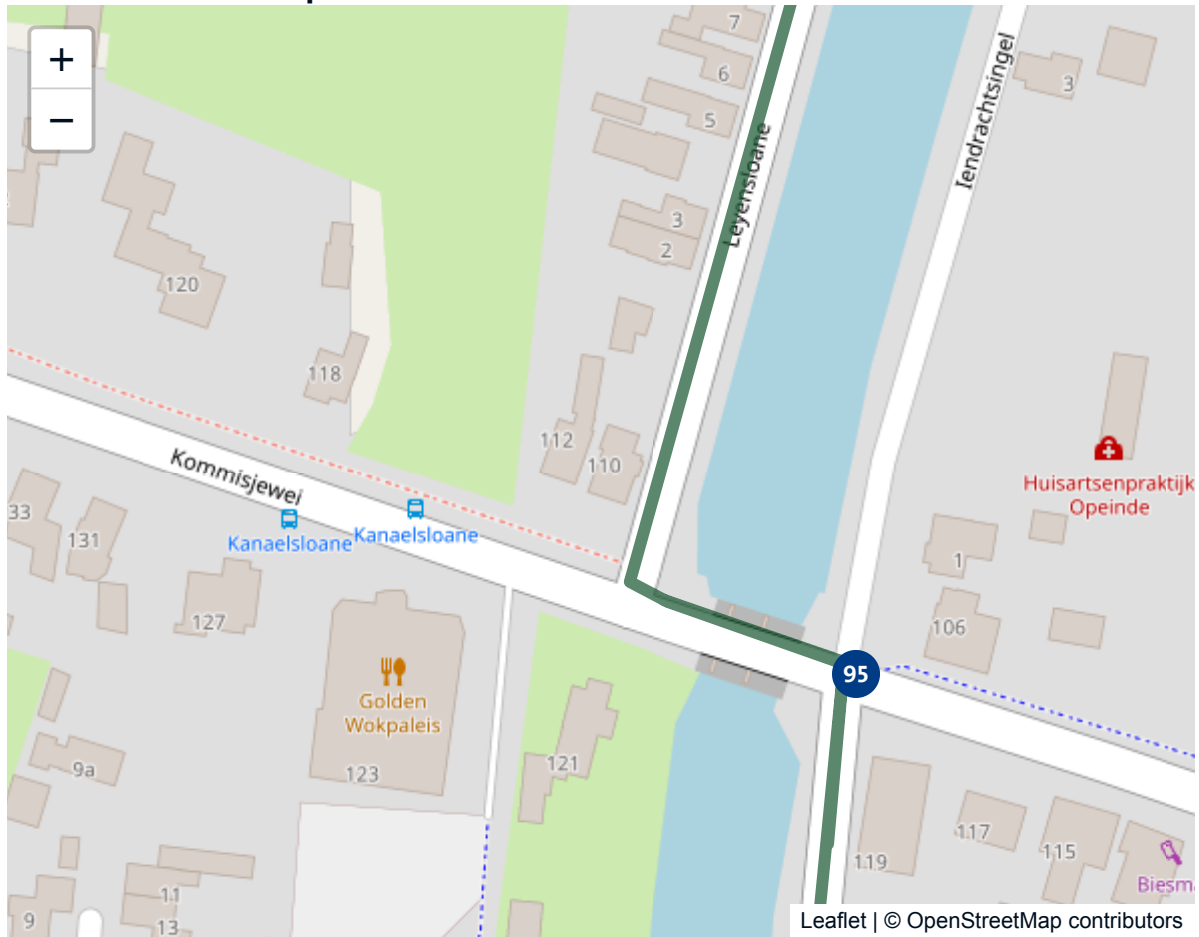 +
−
7
6
5
3
2
3
Leyensloane
Iendrachtsingel
120
118
112
110
Kommisjewei
Kanaelsloane
Kanaelsloane
Huisartsenpraktijk
Opeinde
33
131
127
1
106
95
Golden
Wokpaleis
123
121
9a
119
117
115
Biesma
11
13
9
Leaflet | © OpenStreetMap contributors